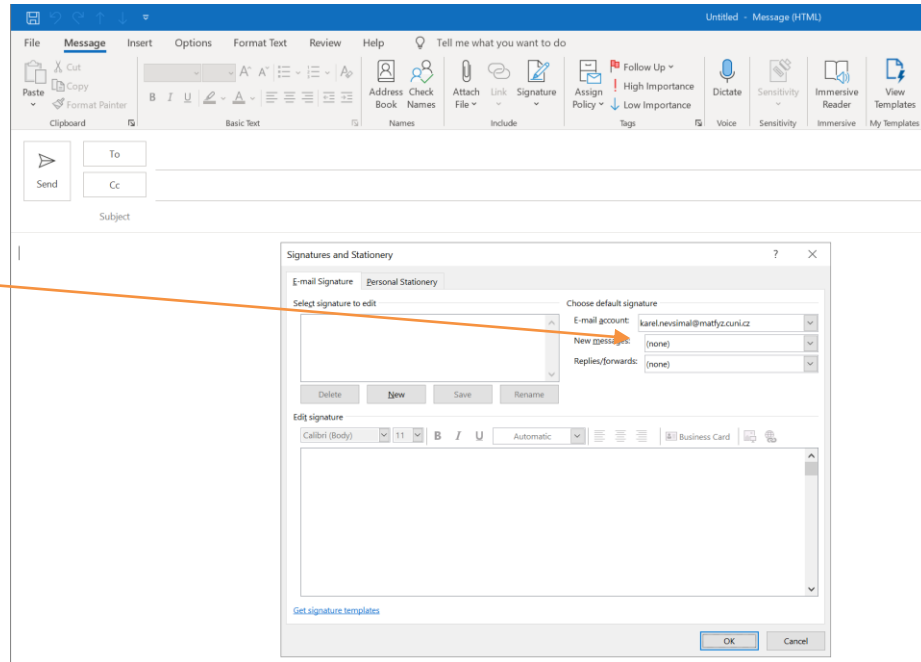 Untitled - Message (HTML)
File Message Insert Options Format Text Review Help Tell me what you want to do
Paste
Cut
Copy
Format Painter
Clipboard
A^ A˅ Ap
B I U A
Basic Text
Address Book
Check Names
Names
Attach File
Link
Signature
Include
Assign Policy
Follow Up
High Importance
Low Importance
Tags
Dictate
Voice
Sensitivity
Sensitivity
Immersive Reader
Immersive
View Templates
My Templates
Send
To
Cc
Subject
Signatures and Stationery ?
E-mail Signature Personal Stationery
Select signature to edit
Choose default signature
E-mail account: karel.nevsimal@matfyz.cuni.cz
New messages: (none)
Replies/forwards: (none)
Delete New Save Rename
Edit signature
Calibri (Body) 11 B I U Automatic Business Card
Get signature templates
OK Cancel